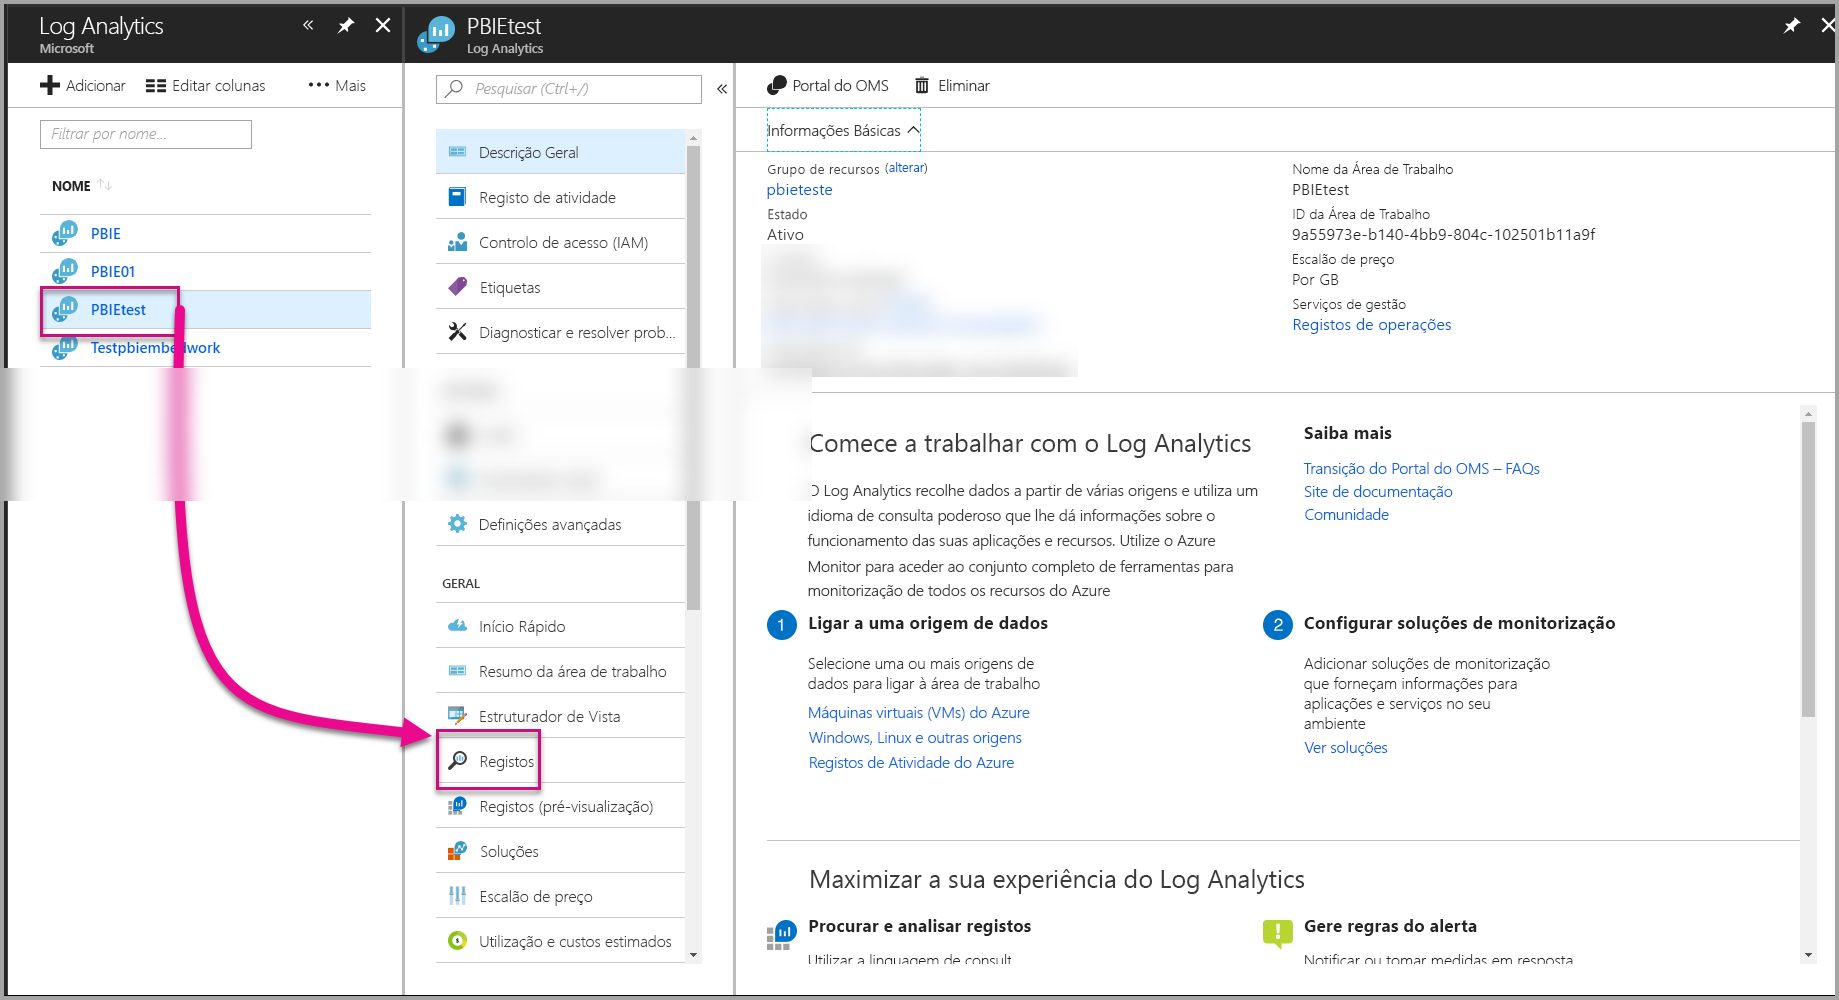 Log Analytics
Microsoft
Adicionar
Editar colunas
Mais
Filtrar por nome...
NOME
PBIE
PBIE01
PBIEtest
Testpbiembedwork
PBIEtest
Log Analytics
Pesquisar (Ctrl+/)
Descrição Geral
Registo de atividade
Controlo de acesso (IAM)
Etiquetas
Diagnosticar e resolver prob...
Definições avançadas
GERAL
Início Rápido
Resumo da área de trabalho
Estruturador de Vista
Registos
Registos (pré-visualização)
Soluções
Escalão de preço
Utilização e custos estimados
Portal do OMS
Eliminar
Informações Básicas
Grupo de recursos (alterar)
pbieteste
Estado
Ativo
Nome da Área de Trabalho
PBIEtest
ID da Área de Trabalho
9a55973e-b140-4bb9-804c-102501b11a9f
Escalão de preço
Por GB
Serviços de gestão
Registos de operações
Comece a trabalhar com o Log Analytics
O Log Analytics recolhe dados a partir de várias origens e utiliza um
idioma de consulta poderoso que lhe dá informações sobre o
funcionamento das suas aplicações e recursos. Utilize o Azure
Monitor para aceder ao conjunto completo de ferramentas para
monitorização de todos os recursos do Azure
Saiba mais
Transição do Portal do OMS – FAQs
Site de documentação
Comunidade
1
Ligar a uma origem de dados
Selecione uma ou mais origens de
dados para ligar à área de trabalho
Máquinas virtuais (VMs) do Azure
Windows, Linux e outras origens
Registos de Atividade do Azure
2
Configurar soluções de monitorização
Adicionar soluções de monitorização
que forneçam informações para
aplicações e serviços no seu
ambiente
Ver soluções
Maximizar a sua experiência do Log Analytics
Procurar e analisar registos
Utilizar a linguagem de consult
Gere regras do alerta
Notificar ou tomar medidas em resposta